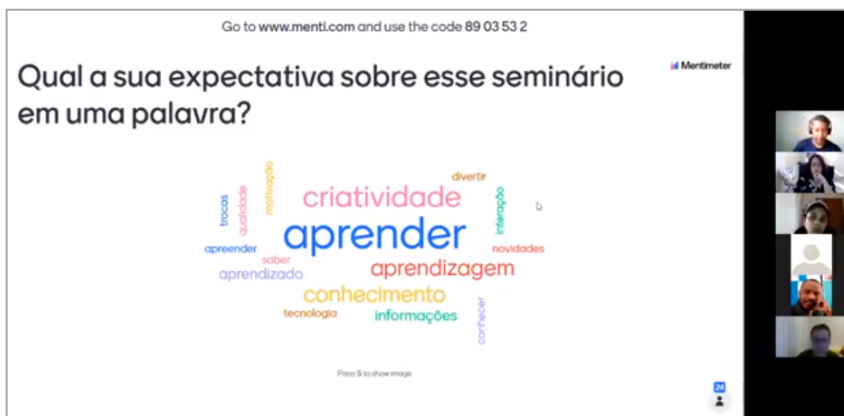 Go to www.menti.com and use the code 89 03 53 2
Mentimeter
Qual a sua expectativa sobre esse seminário
em uma palavra?
motivação
divertir
trocas
qualidade
criatividade
interação
aprender
apreender
novidades
saber
aprendizado
aprendizagem
conhecimento
tecnologia
informações
conhecer
Press S to show image
24